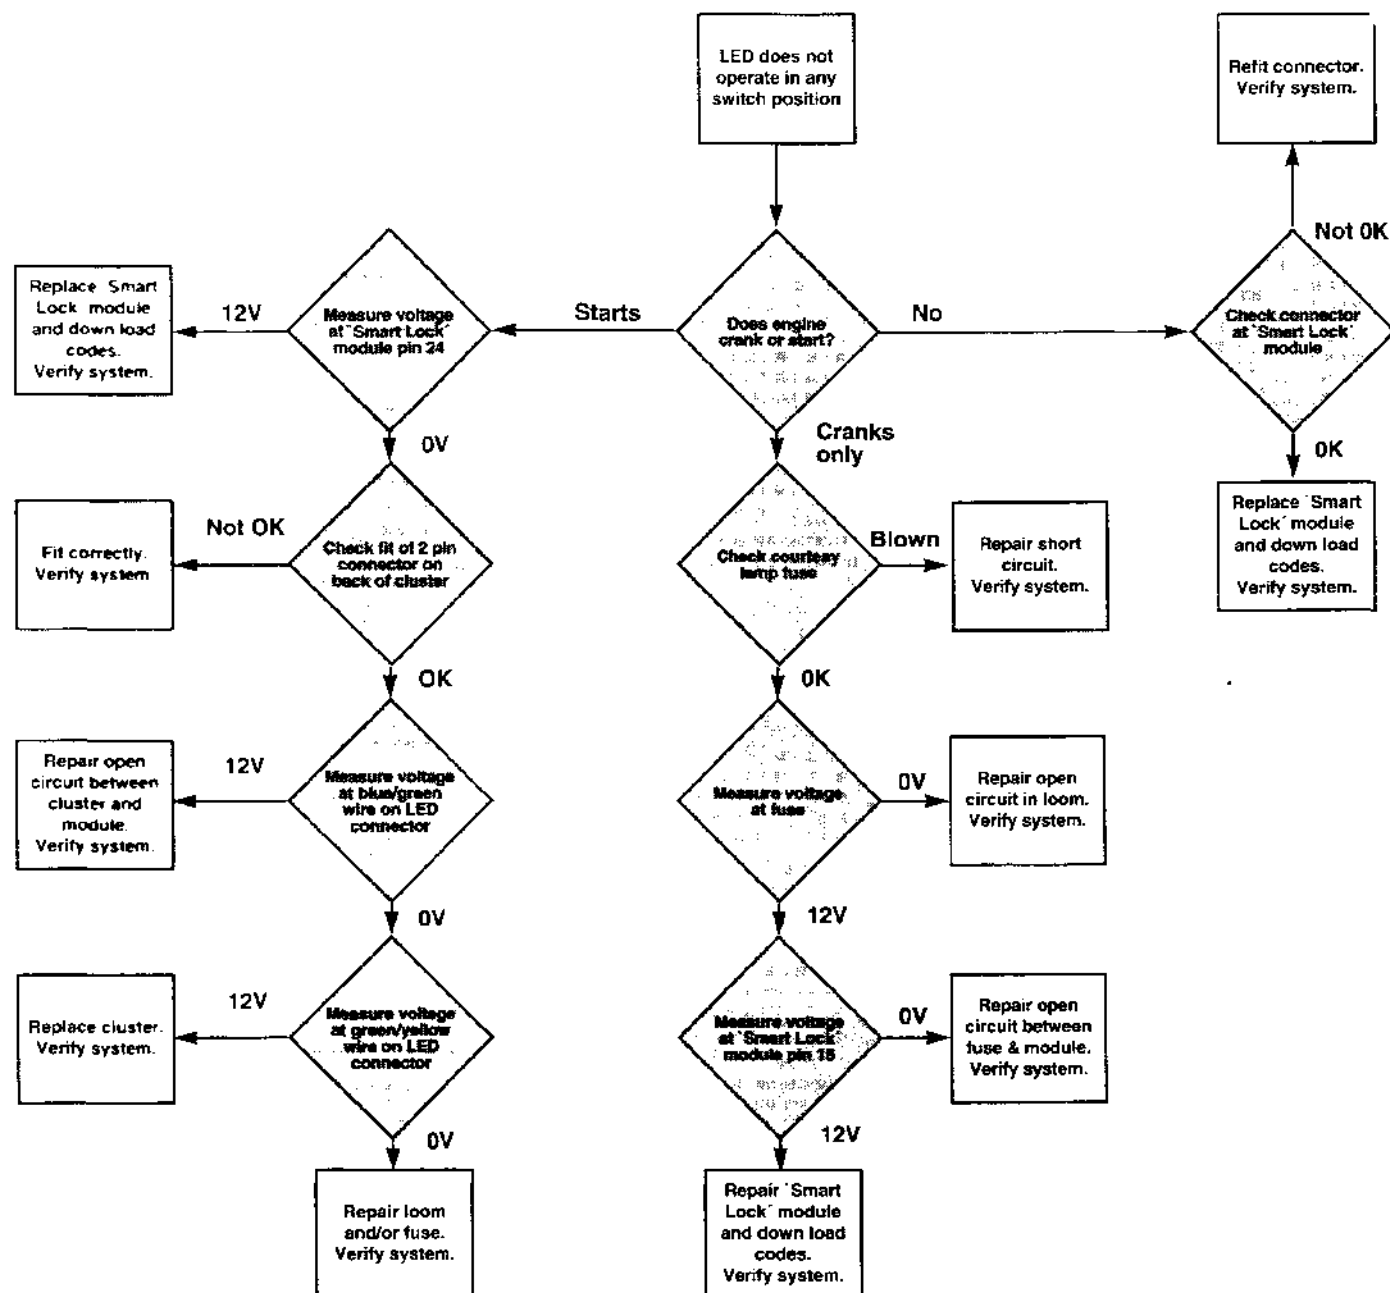 LED does not
operate in any
switch position
Refit connector.
Verify system.
Not 0K
Replace ´Smart
Lock´ module
and down load
codes.
Verify system.
12V
Measure voltage
at ´Smart Lock´
module pin 24
Starts
Does engine
crank or start?
No
Check connector
at ´Smart Lock´
module
0V
Cranks
only
0K
Fit correctly.
Verify system
Not OK
Check fit of 2 pin
connector on
back of cluster
Check courtesy
lamp fuse
Blown
Repair short
circuit.
Verify system.
Replace ´Smart
Lock´ module
and down load
codes.
Verify system.
OK
0K
Repair open
circuit between
cluster and
module.
Verify system.
12V
Measure voltage
at blue/green
wire on LED
connector
Measure voltage
at fuse
0V
Repair open
circuit in loom.
Verify system.
0V
12V
Replace cluster.
Verify system.
12V
Measure voltage
at green/yellow
wire on LED
connector
Measure voltage
at ´Smart Lock´
module pin 15
0V
Repair open
circuit between
fuse & module.
Verify system.
0V
12V
Repair loom
and/or fuse.
Verify system.
Repair ´Smart
Lock´ module
and down load
codes.
Verify system.